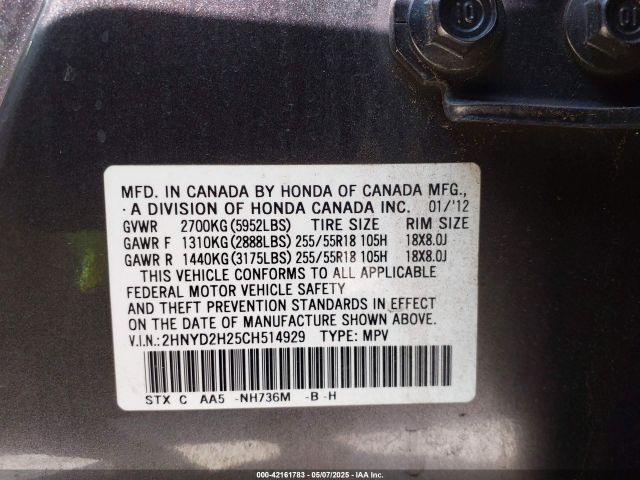 10
10
MFD. IN CANADA BY HONDA OF CANADA MFG.,
·A DIVISION OF HONDA CANADA INC. 01/'12
GVWR 2700KG(5952LBS) TIRE SIZE RIM SIZE
GAWR F 1310KG(2888LBS) 255/55R18 105H 18X8.0J
GAWR R 1440KG(3175LBS) 255/55R18 105H 18X8.0J
THIS VEHICLE CONFORMS TO ALL APPLICABLE
FEDERAL MOTOR VEHICLE SAFETY
AND THEFT PREVENTION STANDARDS IN EFFECT
ON THE DATE OF MANUFACTURE SHOWN ABOVE.
V.I.N.:2HNYD2H25CH514929 TYPE: MPV
STX C AA5 -NH736M -B -H
000-42161783 - 05/07/2025 - IAA Inc.